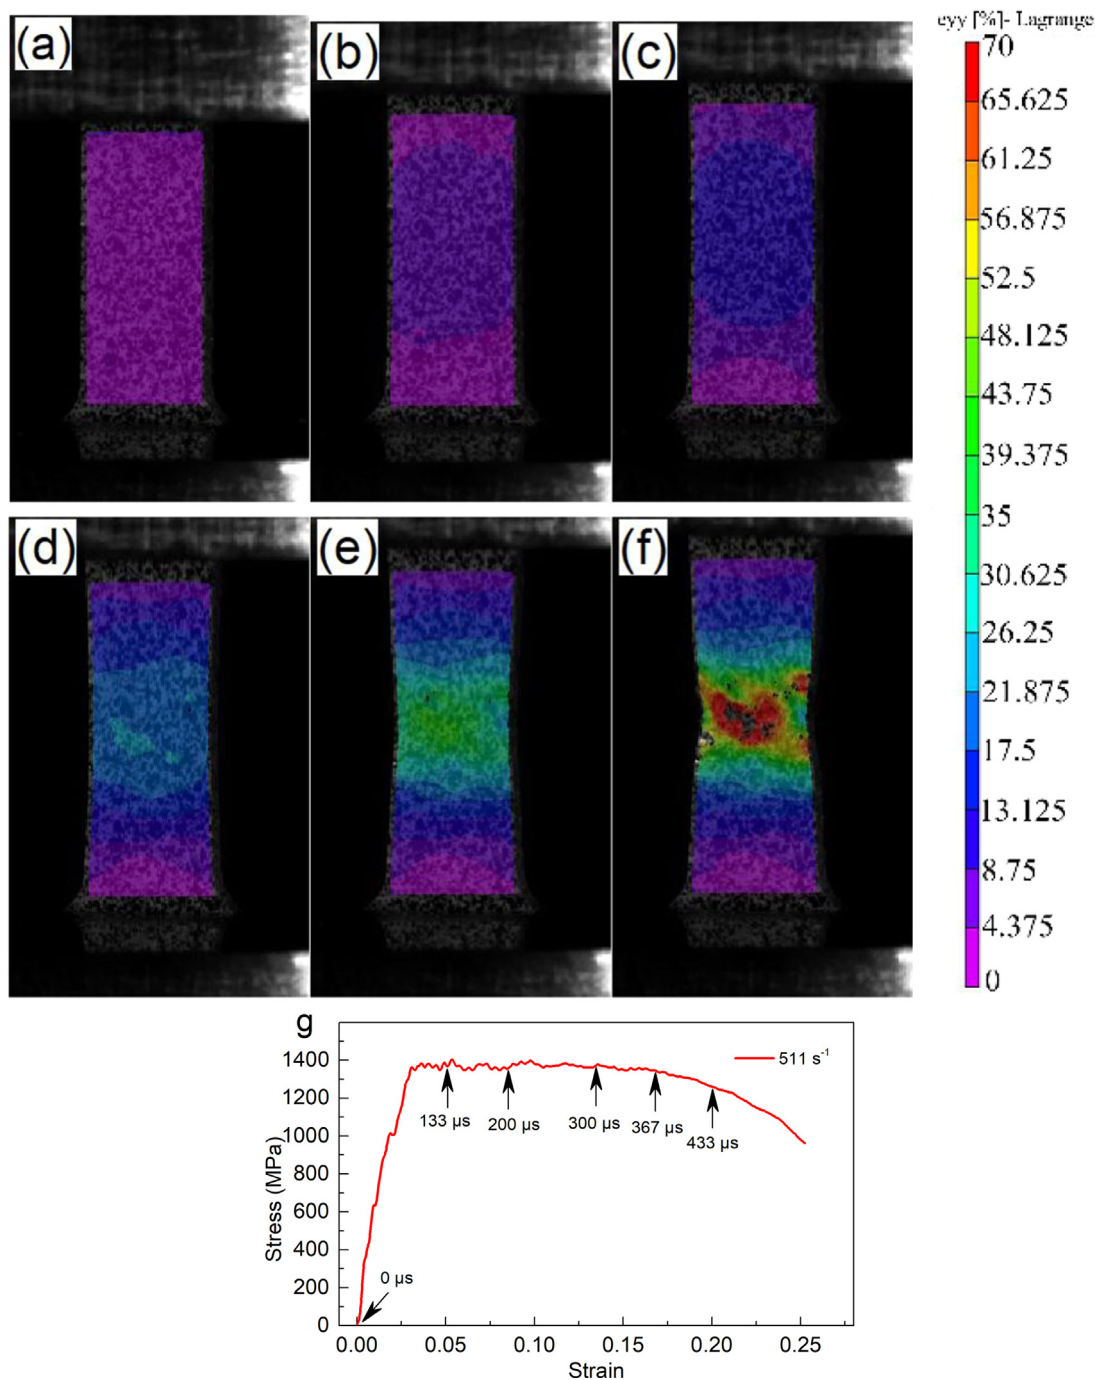 (a)
(b)
(c)
eyy [%]- Lagrange
70
65.625
61.25
56.875
52.5
48.125
43.75
39.375
35
30.625
26.25
21.875
17.5
13.125
8.75
4.375
0
(d)
(e)
(f)
g
511 s⁻¹
1400
1200
1000
800
600
400
200
0
Stress (MPa)
133 µs
200 µs
300 µs
367 µs
433 µs
0 µs
0.00
0.05
0.10
0.15
0.20
0.25
Strain